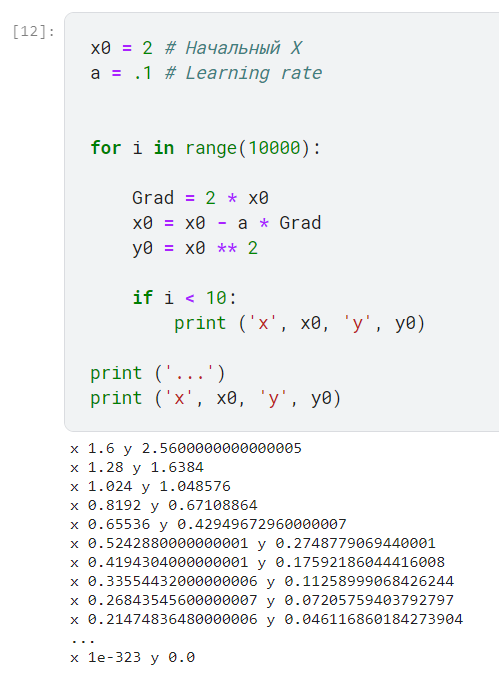 [12]:
x0 = 2 # Начальный X
a = .1 # Learning rate
for i in range(10000):
Grad = 2 * x0
x0 = x0 - a * Grad
y0 = x0 ** 2
if i < 10:
print ('x', x0, 'y', y0)
print ('...')
print ('x', x0, 'y', y0)
x 1.6 y 2.5600000000000005
x 1.28 y 1.6384
x 1.024 y 1.048576
x 0.8192 y 0.67108864
x 0.65536 y 0.42949672960000007
x 0.5242880000000001 y 0.2748779069440001
x 0.4194304000000001 y 0.17592186044416008
x 0.33554432000000006 y 0.11258999068426244
x 0.26843545600000007 y 0.07205759403792797
x 0.21474836480000006 y 0.046116860184273904
...
x 1e-323 y 0.0